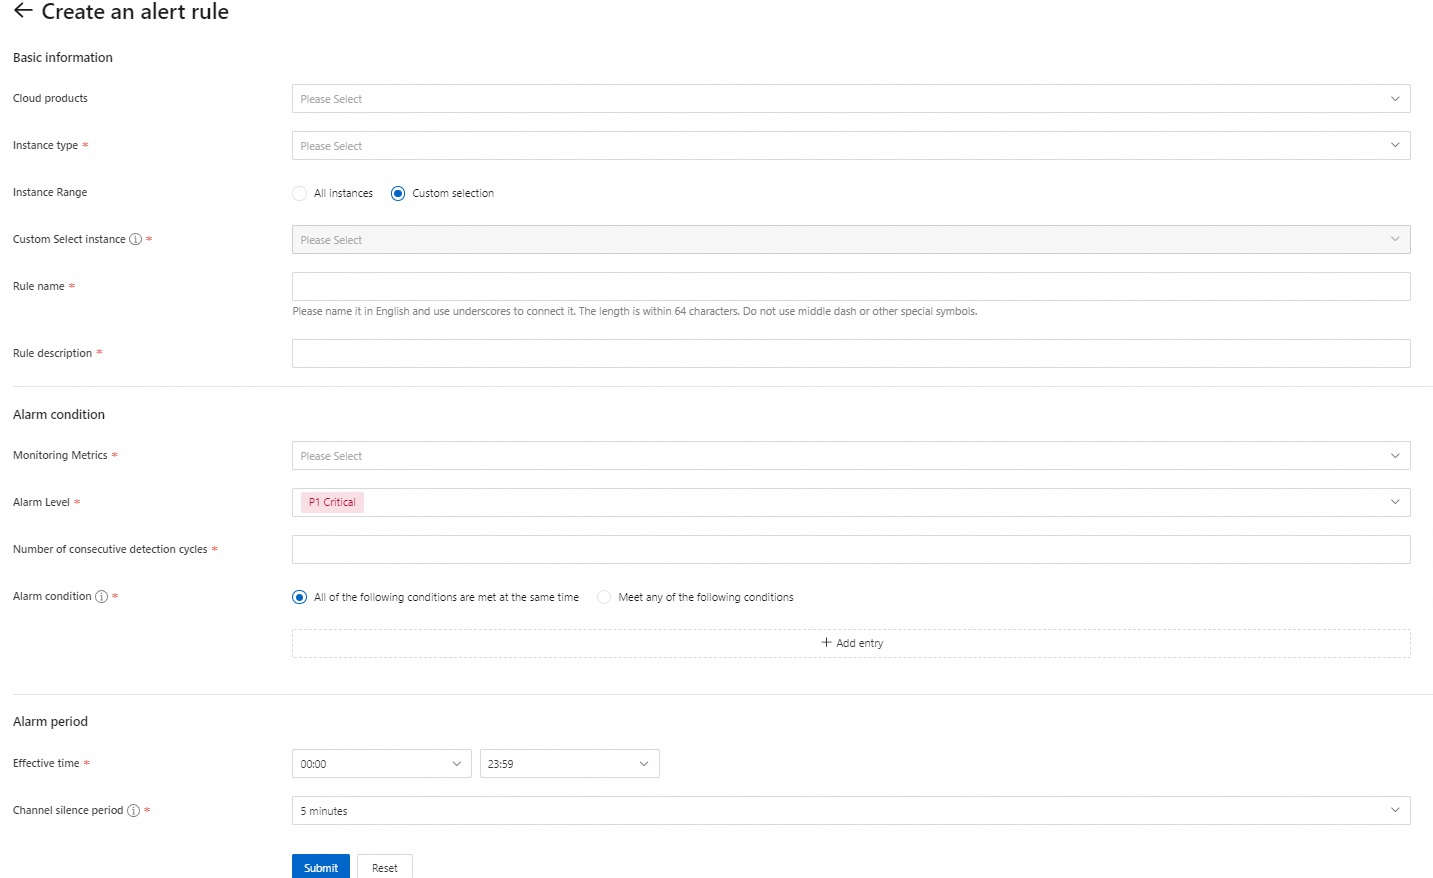 Create an alert rule
Basic information
Cloud products
Please Select
Instance type *
Please Select
Instance Range
All instances
Custom selection
Custom Select instance *
Please Select
Rule name *
Please name it in English and use underscores to connect it. The length is within 64 characters. Do not use middle dash or other special symbols.
Rule description *
Alarm condition
Monitoring Metrics *
Please Select
Alarm Level *
P1 Critical
Number of consecutive detection cycles *
Alarm condition *
All of the following conditions are met at the same time
Meet any of the following conditions
+ Add entry
Alarm period
Effective time *
00:00
23:59
Channel silence period *
5 minutes
Submit
Reset